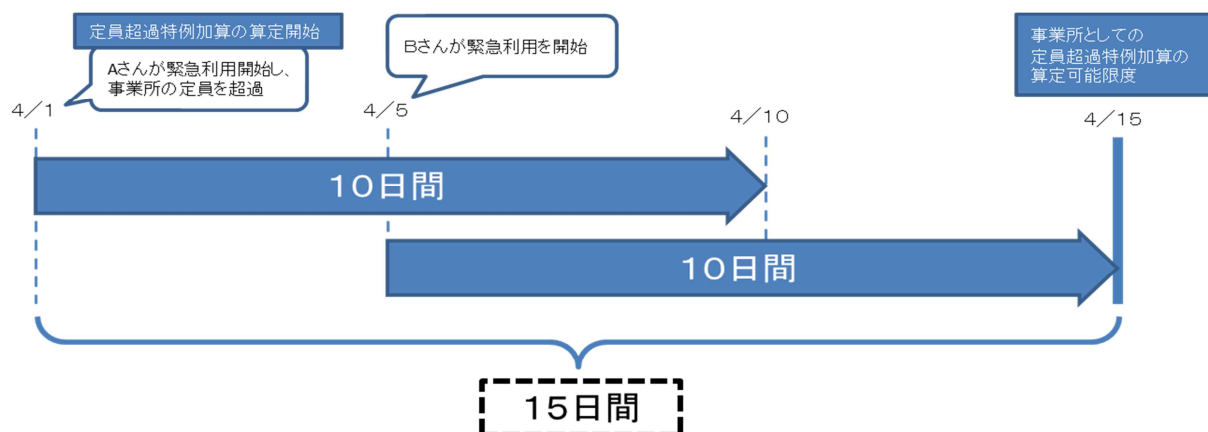 定員超過特例加算の算定開始
Aさんが緊急利用開始し、
事業所の定員を超過
Bさんが緊急利用を開始
事業所としての
定員超過特例加算の
算定可能限度
4/1
4/5
4/10
4/15
10日間
10日間
15日間